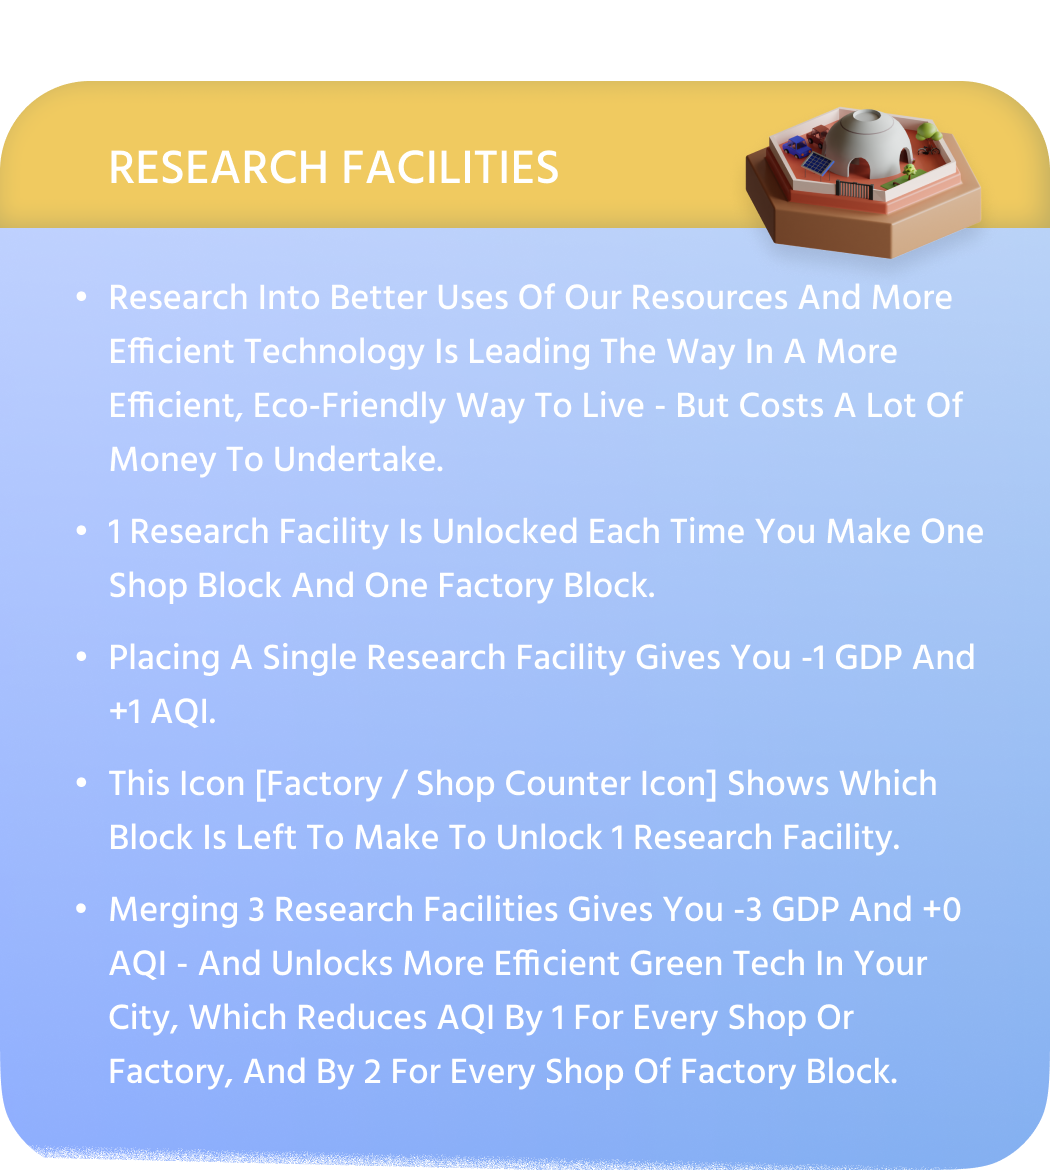 RESEARCH FACILITIES
• Research Into Better Uses Of Our Resources And More
Efficient Technology Is Leading The Way In A More
Efficient, Eco-Friendly Way To Live - But Costs A Lot Of
Money To Undertake.
• 1 Research Facility Is Unlocked Each Time You Make One
Shop Block And One Factory Block.
• Placing A Single Research Facility Gives You -1 GDP And
+1 AQI.
• This Icon [Factory / Shop Counter Icon] Shows Which
Block Is Left To Make To Unlock 1 Research Facility.
• Merging 3 Research Facilities Gives You -3 GDP And +0
AQI - And Unlocks More Efficient Green Tech In Your
City, Which Reduces AQI By 1 For Every Shop Or
Factory, And By 2 For Every Shop Of Factory Block.